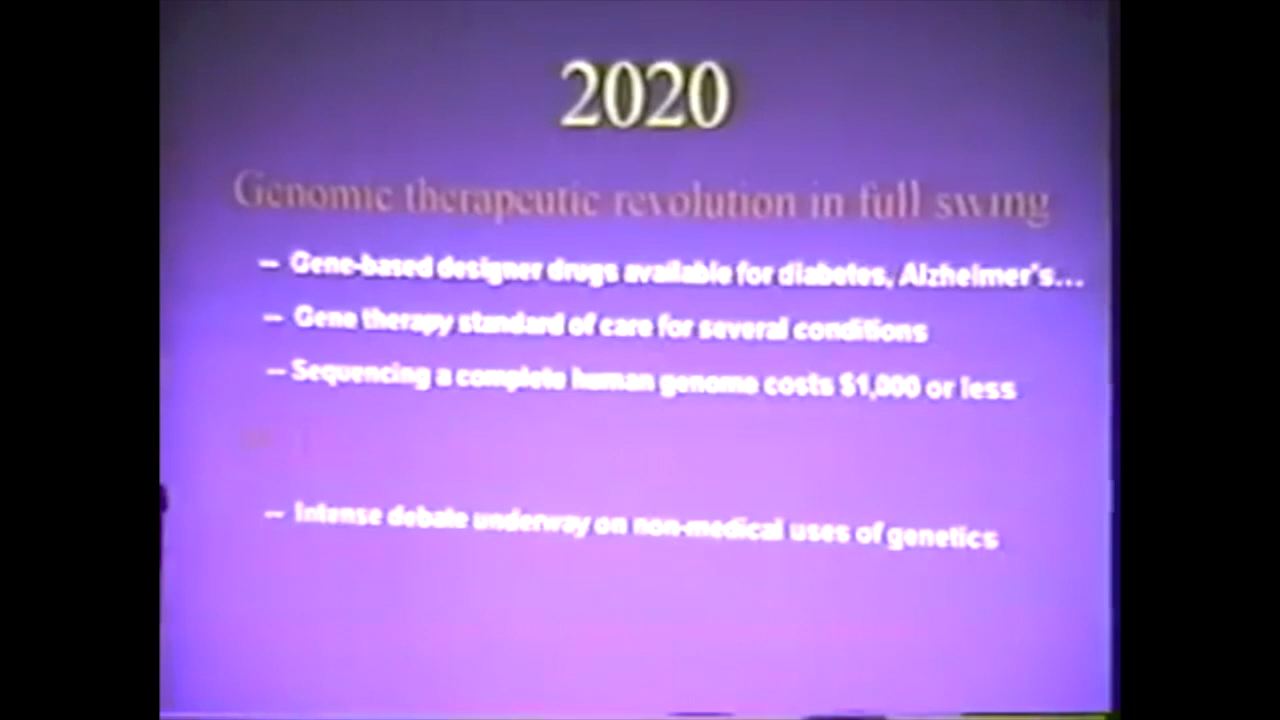 2020
Genomic therapeutic revolution in full swing
– Gene-based designer drugs available for diabetes, Alzheimer's...
– Gene therapy standard of care for several conditions
– Sequencing a complete human genome costs $1,000 or less
– Intense debate underway on non-medical uses of genetics